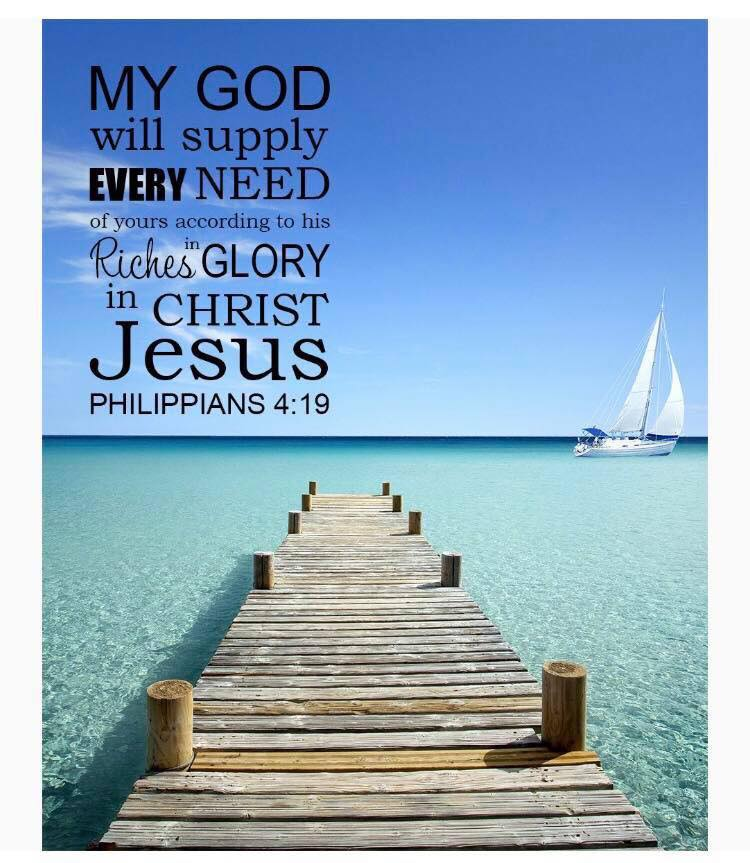 MY GOD
will supply
EVERY NEED
of yours according to his
Riches in GLORY
in CHRIST
Jesus
PHILIPPIANS 4:19